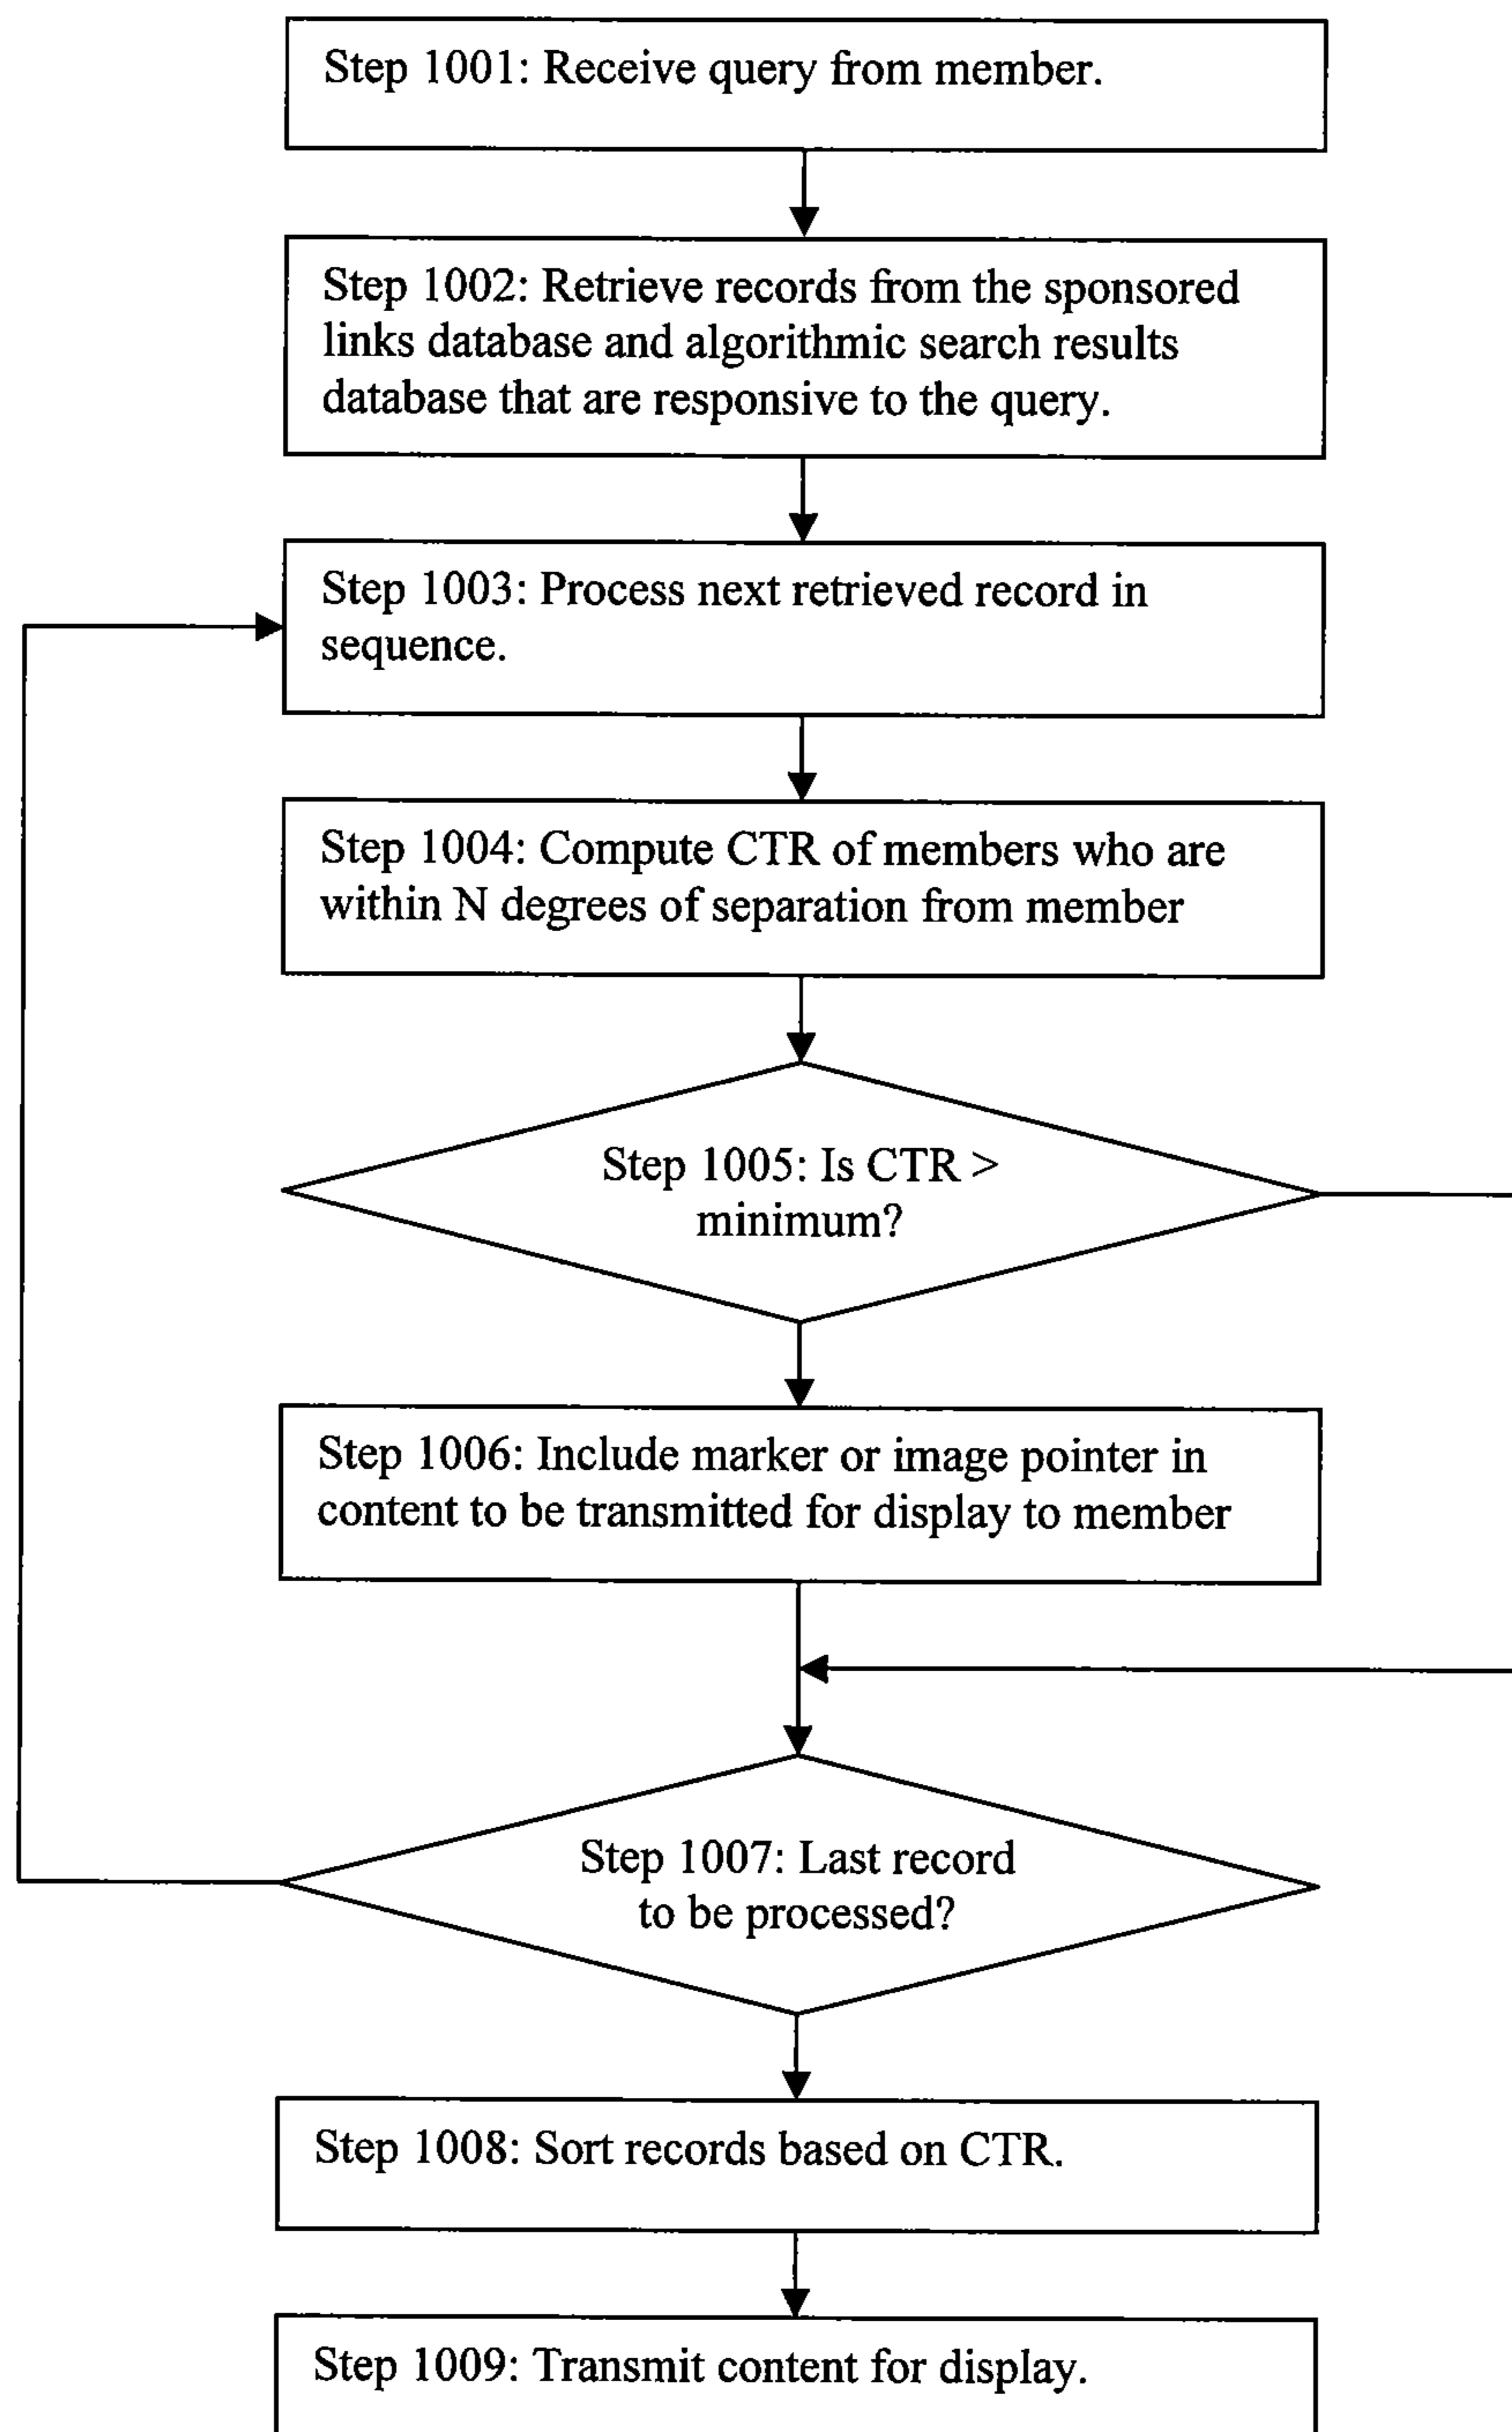 Step 1001: Receive query from member.
Step 1002: Retrieve records from the sponsored
links database and algorithmic search results
database that are responsive to the query.
Step 1003: Process next retrieved record in
sequence.
Step 1004: Compute CTR of members who are
within N degrees of separation from member
Step 1005: Is CTR >
minimum?
Step 1006: Include marker or image pointer in
content to be transmitted for display to member
Step 1007: Last record
to be processed?
Step 1008: Sort records based on CTR.
Step 1009: Transmit content for display.